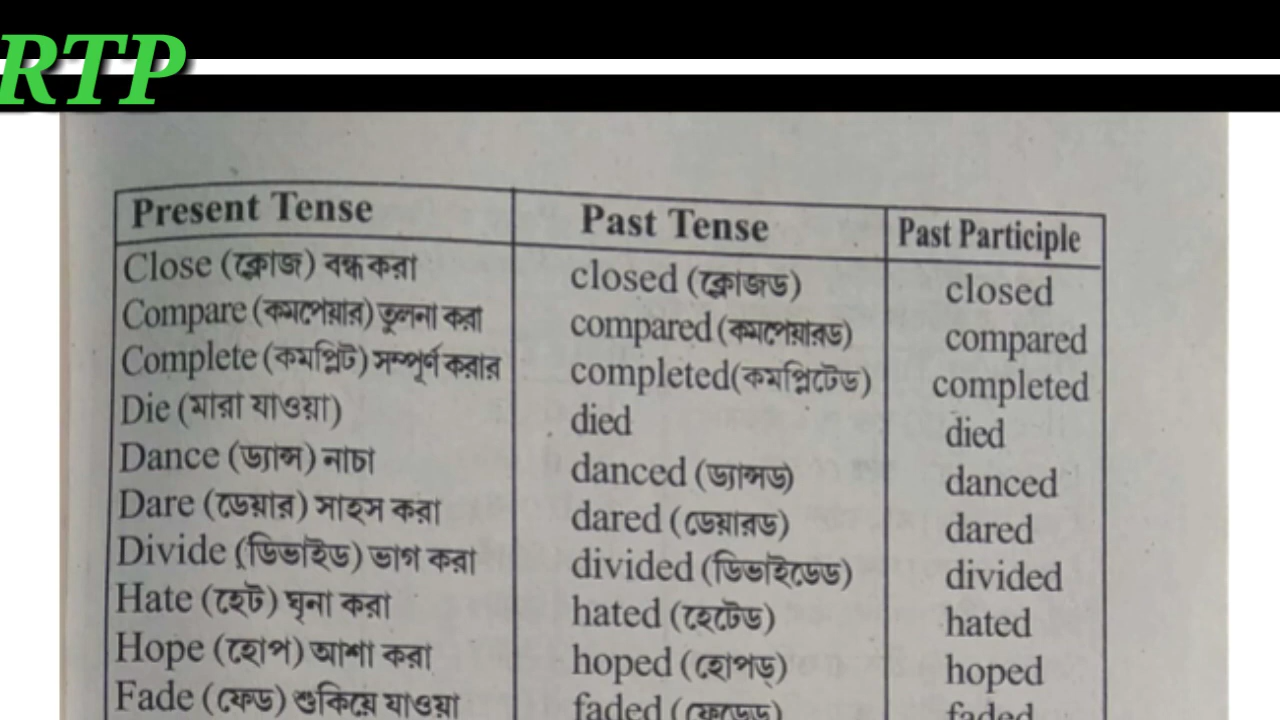 RTP
Present Tense Past Tense Past Participle
Close (ক্লোজ) বন্ধ করা closed (ক্লোজড) closed
Compare (কমপেয়ার) তুলনা করা compared (কমপেয়ারড) compared
Complete (কমপ্লিট) সম্পূর্ণ করার completed(কমপ্লিটেড) completed
Die (মারা যাওয়া) died died
Dance (ড্যান্স) নাচা danced (ড্যান্সড) danced
Dare (ডেয়ার) সাহস করা dared (ডেয়ারড) dared
Divide (ডিভাইড) ভাগ করা divided (ডিভাইডেড) divided
Hate (হেট) ঘৃনা করা hated (হেটেড) hated
Hope (হোপ) আশা করা hoped (হোপড্) hoped
Fade (ফেড) শুকিয়ে যাওয়া faded (ফেডেড) faded